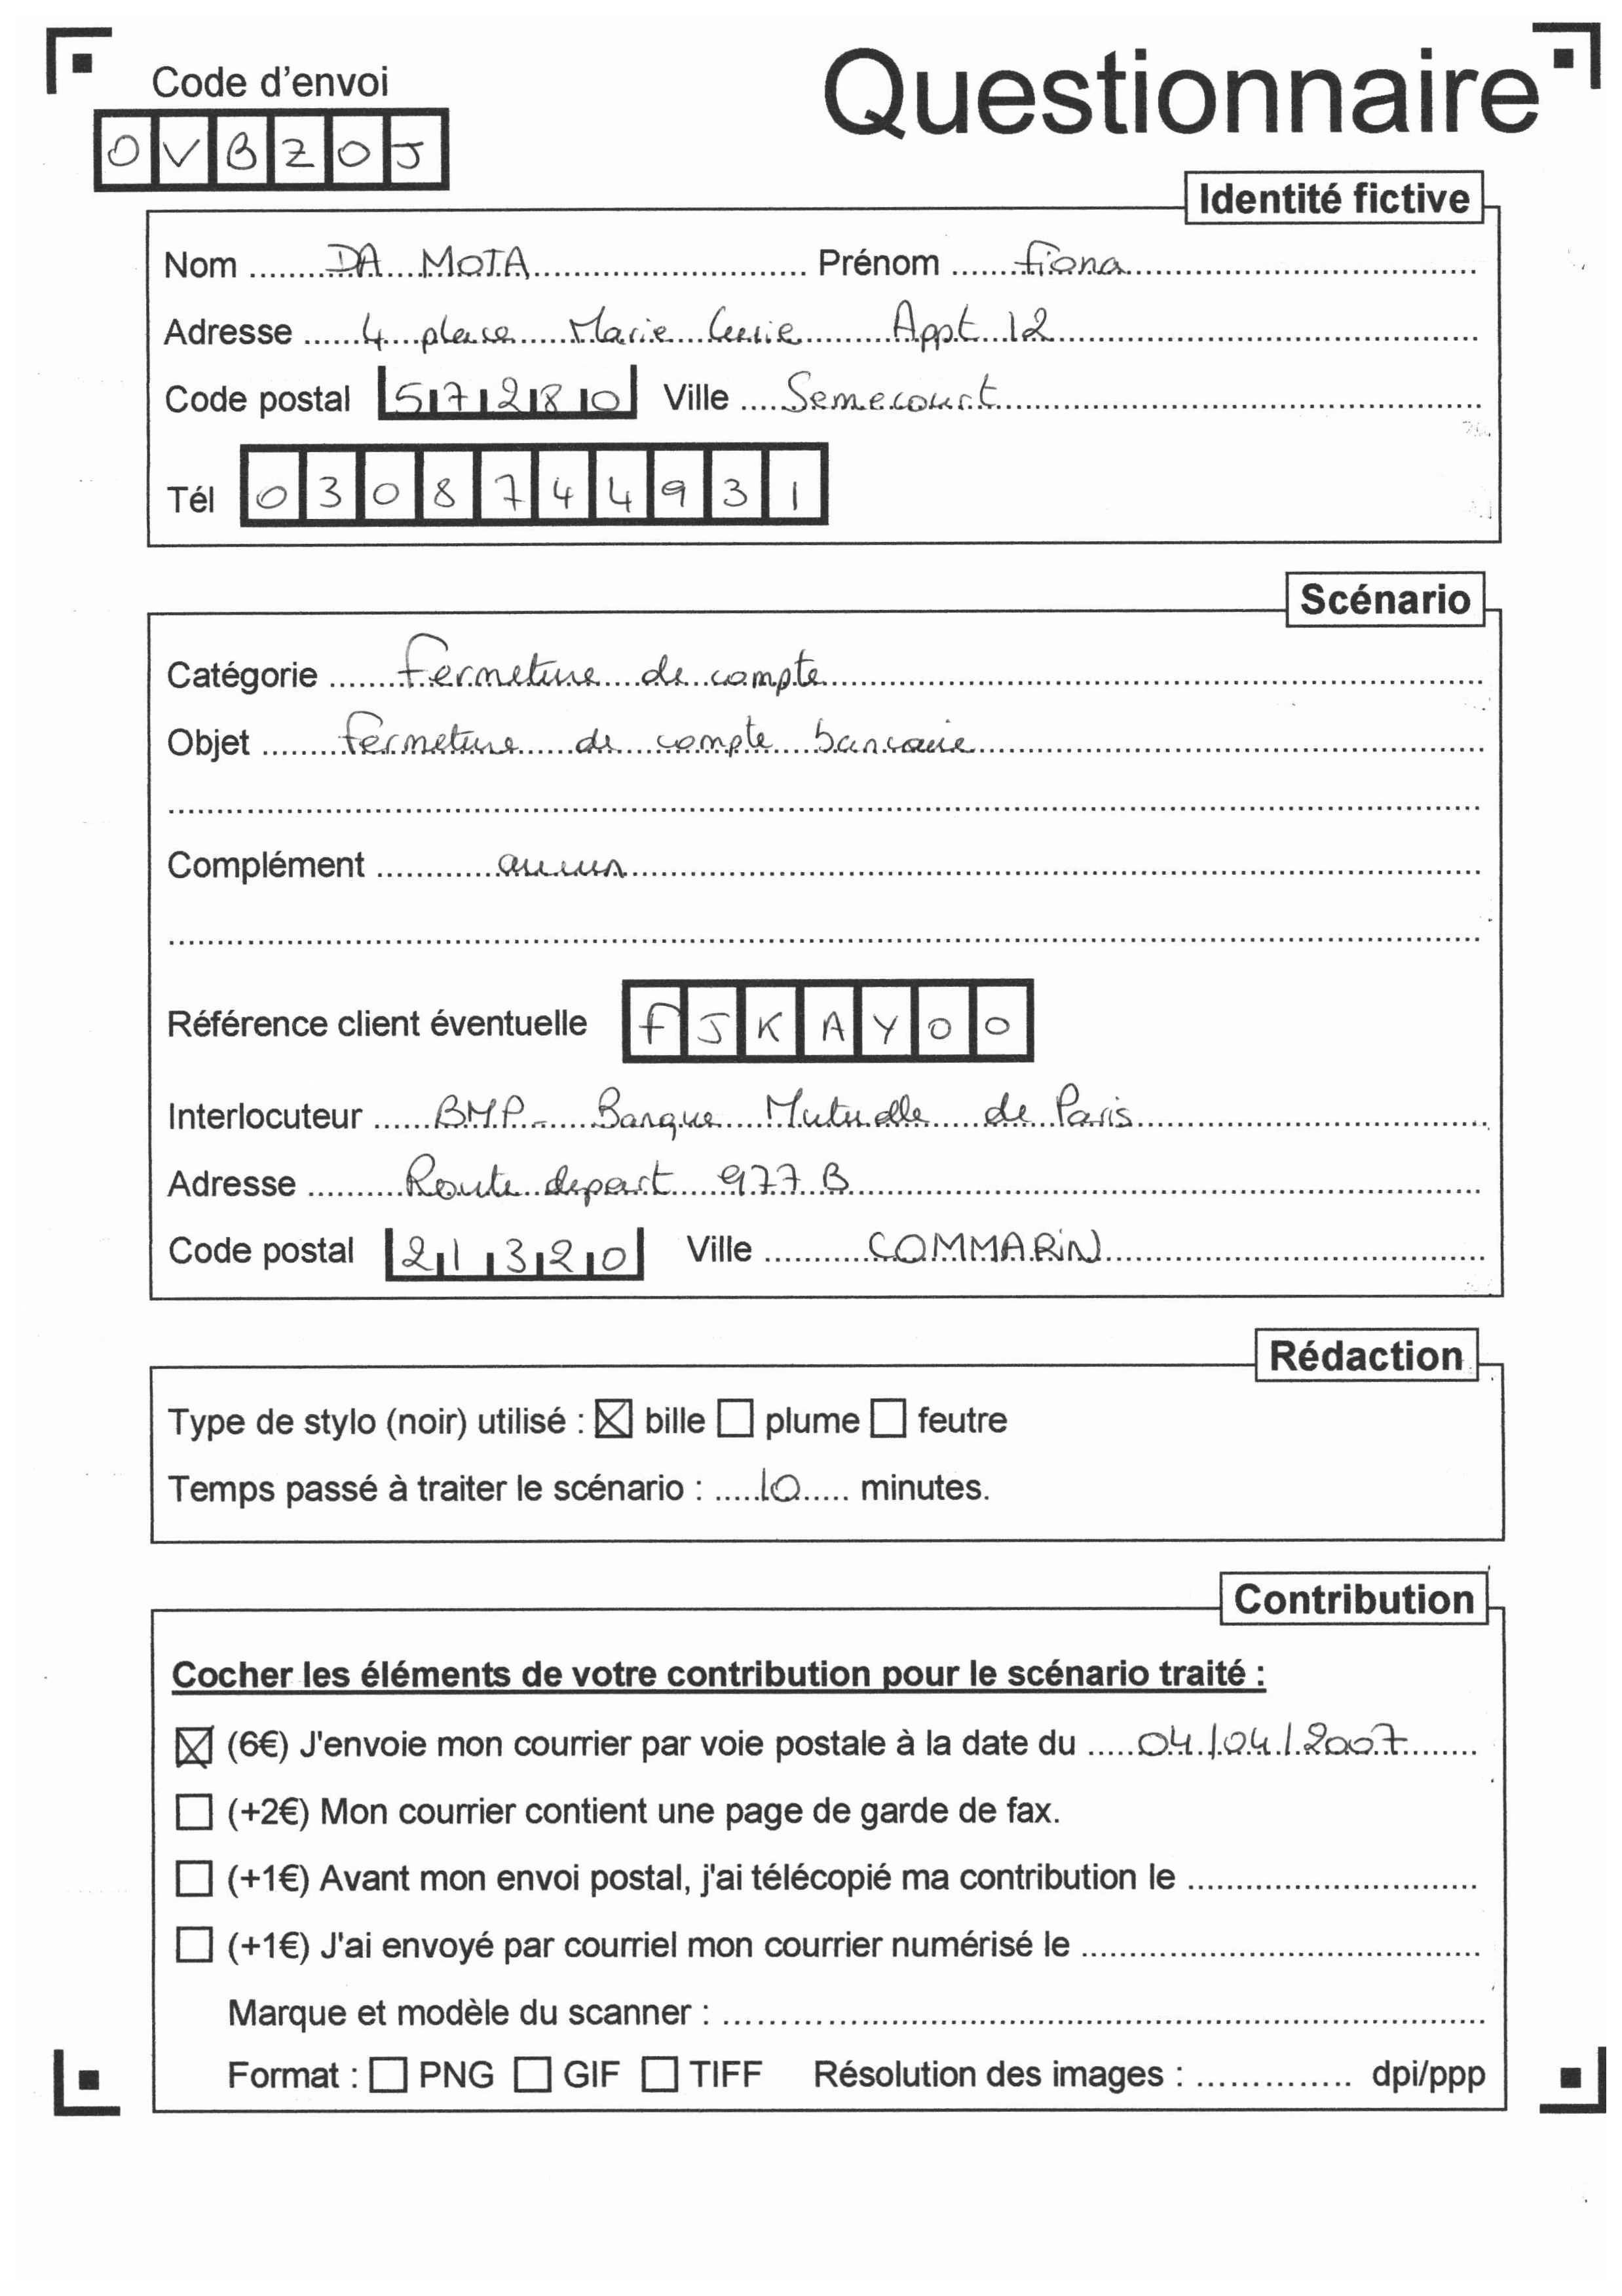 Questionnaire
Code d'envoi
OVBZOJ
Identité fictive
Nom DA MOTA Prénom Fiona
Adresse 4 place Marie Curie Appt 12
Code postal 57280 Ville Semecourt
Tél 0308744931
Scénario
Catégorie Fermeture de compte
Objet Fermeture de compte bancaire
Complément aucun
Référence client éventuelle FJKAY00
Interlocuteur BMP - Banque Mutuelle de Paris
Adresse Route depart 977 B
Code postal 21320 Ville COMMARIN
Rédaction
Type de stylo (noir) utilisé : bille plume feutre
Temps passé à traiter le scénario : 10 minutes.
Contribution
Cocher les éléments de votre contribution pour le scénario traité :
(6€) J'envoie mon courrier par voie postale à la date du 04/04/2007
(+2€) Mon courrier contient une page de garde de fax.
(+1€) Avant mon envoi postal, j'ai télécopié ma contribution le
(+1€) J'ai envoyé par courriel mon courrier numérisé le
Marque et modèle du scanner :
Format : PNG GIF TIFF Résolution des images : dpi/ppp